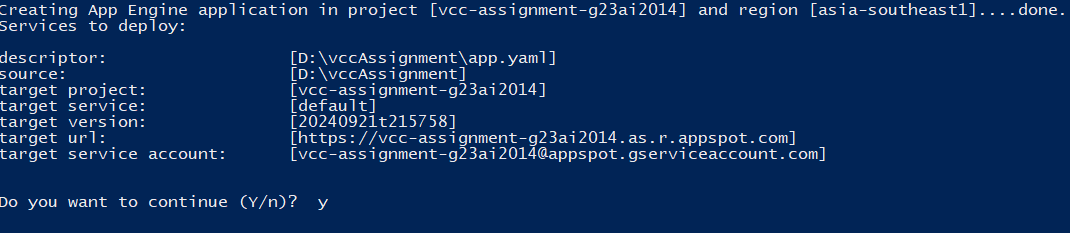 Creating App Engine application in project [vcc-assignment-g23ai2014] and region [asia-southeast1]....done.
Services to deploy:
descriptor: [D:\vccAssignment\app.yaml]
source: [D:\vccAssignment]
target project: [vcc-assignment-g23ai2014]
target service: [default]
target version: [20240921t215758]
target url: [https://vcc-assignment-g23ai2014.as.r.appspot.com]
target service account: [vcc-assignment-g23ai2014@appspot.gserviceaccount.com]
Do you want to continue (Y/n)? y